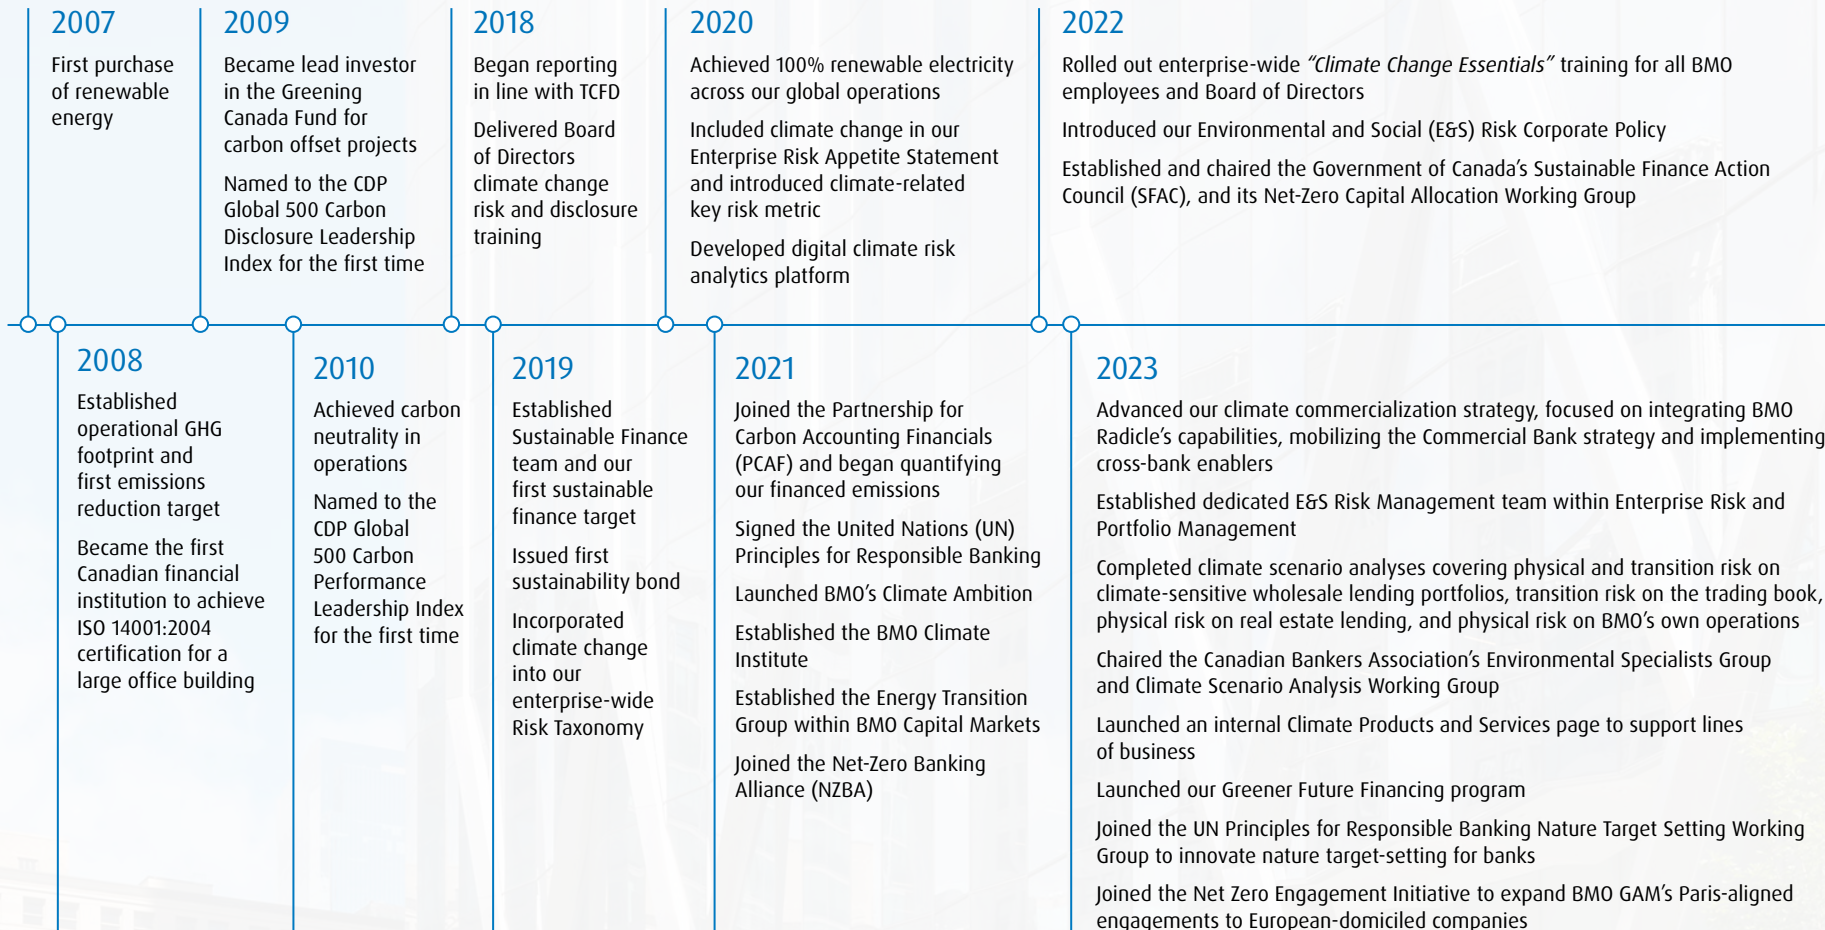 2007
First purchase
of renewable
energy
2009
Became lead investor
in the Greening
Canada Fund for
carbon offset projects
Named to the CDP
Global 500 Carbon
Disclosure Leadership
Index for the first time
2018
Began reporting
in line with TCFD
Delivered Board
of Directors
climate change
risk and disclosure
training
2020
Achieved 100% renewable electricity
across our global operations
Included climate change in our
Enterprise Risk Appetite Statement
and introduced climate-related
key risk metric
Developed digital climate risk
analytics platform
2022
Rolled out enterprise-wide "Climate Change Essentials" training for all BMO
employees and Board of Directors
Introduced our Environmental and Social (E&S) Risk Corporate Policy
Established and chaired the Government of Canada's Sustainable Finance Action
Council (SFAC), and its Net-Zero Capital Allocation Working Group
2008
Established
operational GHG
footprint and
first emissions
reduction target
Became the first
Canadian financial
institution to achieve
ISO 14001:2004
certification for a
large office building
2010
Achieved carbon
neutrality in
operations
Named to the
CDP Global
500 Carbon
Performance
Leadership Index
for the first time
2019
Established
Sustainable Finance
team and our
first sustainable
finance target
Issued first
sustainability bond
Incorporated
climate change
into our
enterprise-wide
Risk Taxonomy
2021
Joined the Partnership for
Carbon Accounting Financials
(PCAF) and began quantifying
our financed emissions
Signed the United Nations (UN)
Principles for Responsible Banking
Launched BMO's Climate Ambition
Established the BMO Climate
Institute
Established the Energy Transition
Group within BMO Capital Markets
Joined the Net-Zero Banking
Alliance (NZBA)
2023
Advanced our climate commercialization strategy, focused on integrating BMO
Radicle's capabilities, mobilizing the Commercial Bank strategy and implementing
cross-bank enablers
Established dedicated E&S Risk Management team within Enterprise Risk and
Portfolio Management
Completed climate scenario analyses covering physical and transition risk on
climate-sensitive wholesale lending portfolios, transition risk on the trading book,
physical risk on real estate lending, and physical risk on BMO's own operations
Chaired the Canadian Bankers Association's Environmental Specialists Group
and Climate Scenario Analysis Working Group
Launched an internal Climate Products and Services page to support lines
of business
Launched our Greener Future Financing program
Joined the UN Principles for Responsible Banking Nature Target Setting Working
Group to innovate nature target-setting for banks
Joined the Net Zero Engagement Initiative to expand BMO GAM's Paris-aligned
engagements to European-domiciled companies